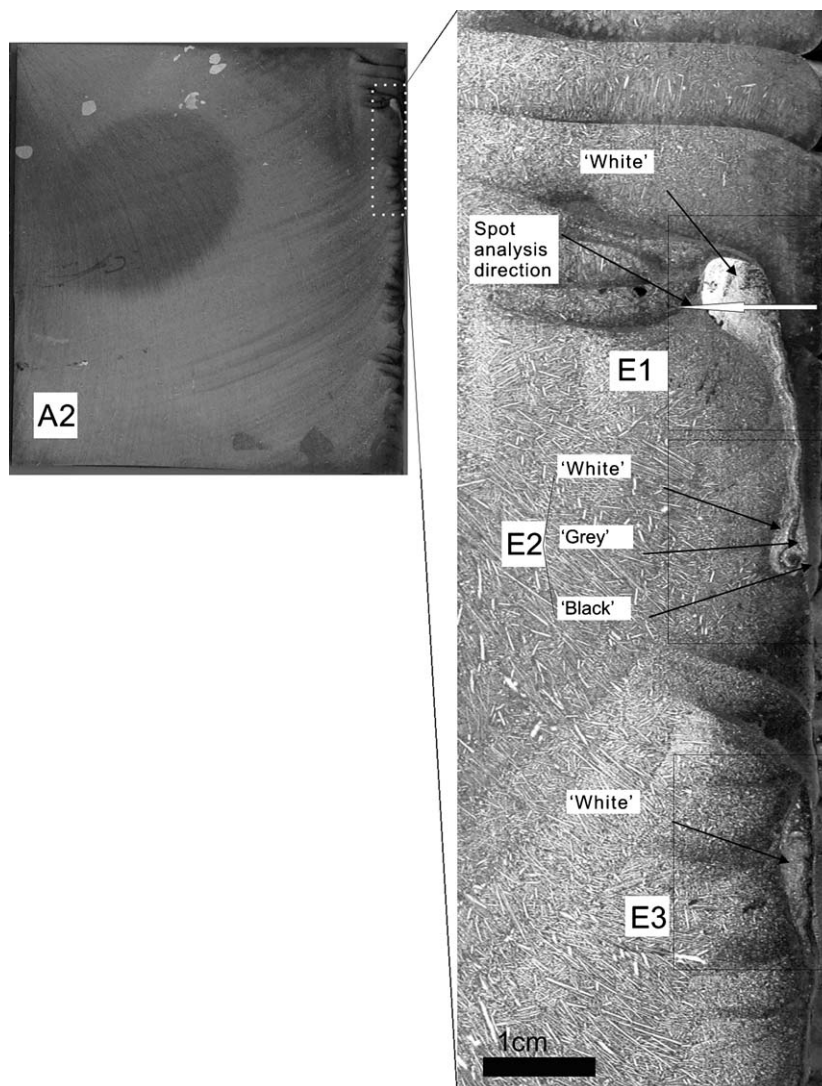 A2
'White'
Spot
analysis
direction
E1
'White'
E2
'Grey'
'Black'
'White'
E3
1cm